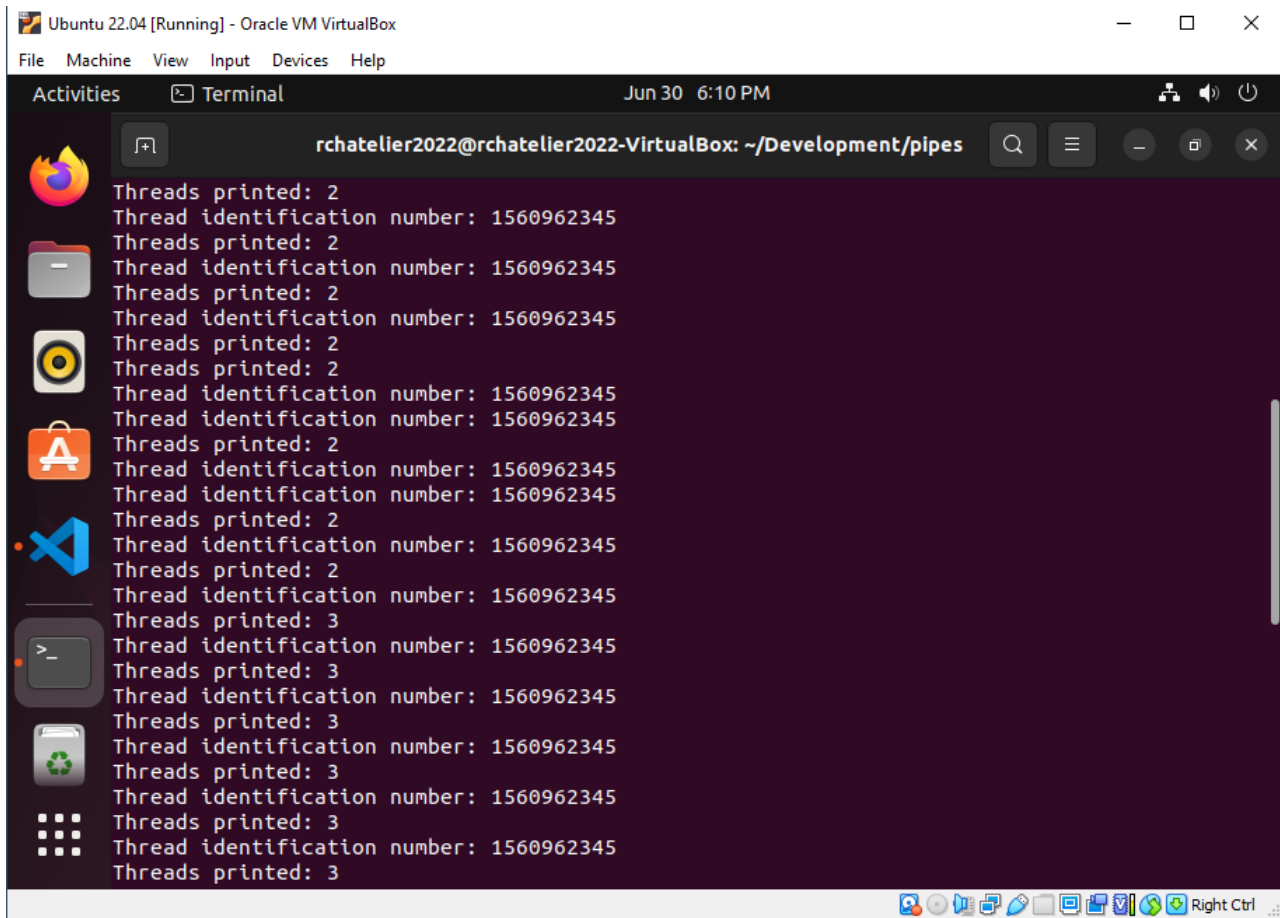 Ubuntu 22.04 [Running] - Oracle VM VirtualBox
File Machine View Input Devices Help
Activities Terminal Jun 30 6:10 PM
rchatelier2022@rchatelier2022-VirtualBox: ~/Development/pipes
Threads printed: 2
Thread identification number: 1560962345
Threads printed: 2
Thread identification number: 1560962345
Threads printed: 2
Thread identification number: 1560962345
Threads printed: 2
Threads printed: 2
Thread identification number: 1560962345
Thread identification number: 1560962345
Threads printed: 2
Thread identification number: 1560962345
Thread identification number: 1560962345
Threads printed: 2
Thread identification number: 1560962345
Threads printed: 2
Thread identification number: 1560962345
Threads printed: 3
Thread identification number: 1560962345
Threads printed: 3
Thread identification number: 1560962345
Threads printed: 3
Thread identification number: 1560962345
Threads printed: 3
Thread identification number: 1560962345
Threads printed: 3
Thread identification number: 1560962345
Threads printed: 3
Right Ctrl